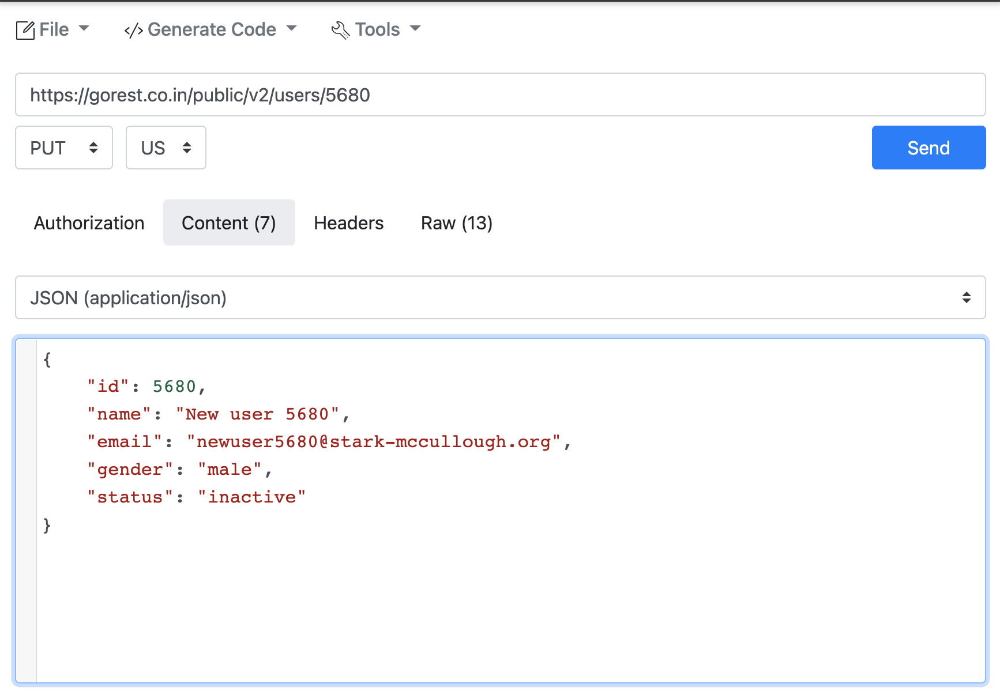 File Generate Code Tools
https://gorest.co.in/public/v2/users/5680
PUT US Send
Authorization Content (7) Headers Raw (13)
JSON (application/json)
{
    "id": 5680,
    "name": "New user 5680",
    "email": "newuser5680@stark-mccullough.org",
    "gender": "male",
    "status": "inactive"
}